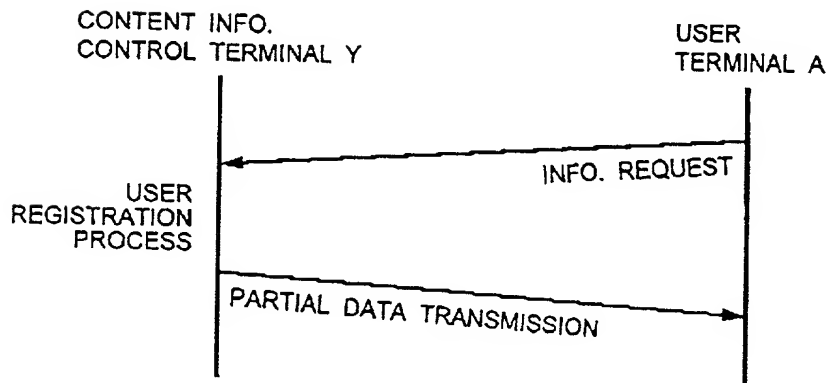 CONTENT INFO.
CONTROL TERMINAL Y
USER
TERMINAL A
INFO. REQUEST
USER
REGISTRATION
PROCESS
PARTIAL DATA TRANSMISSION